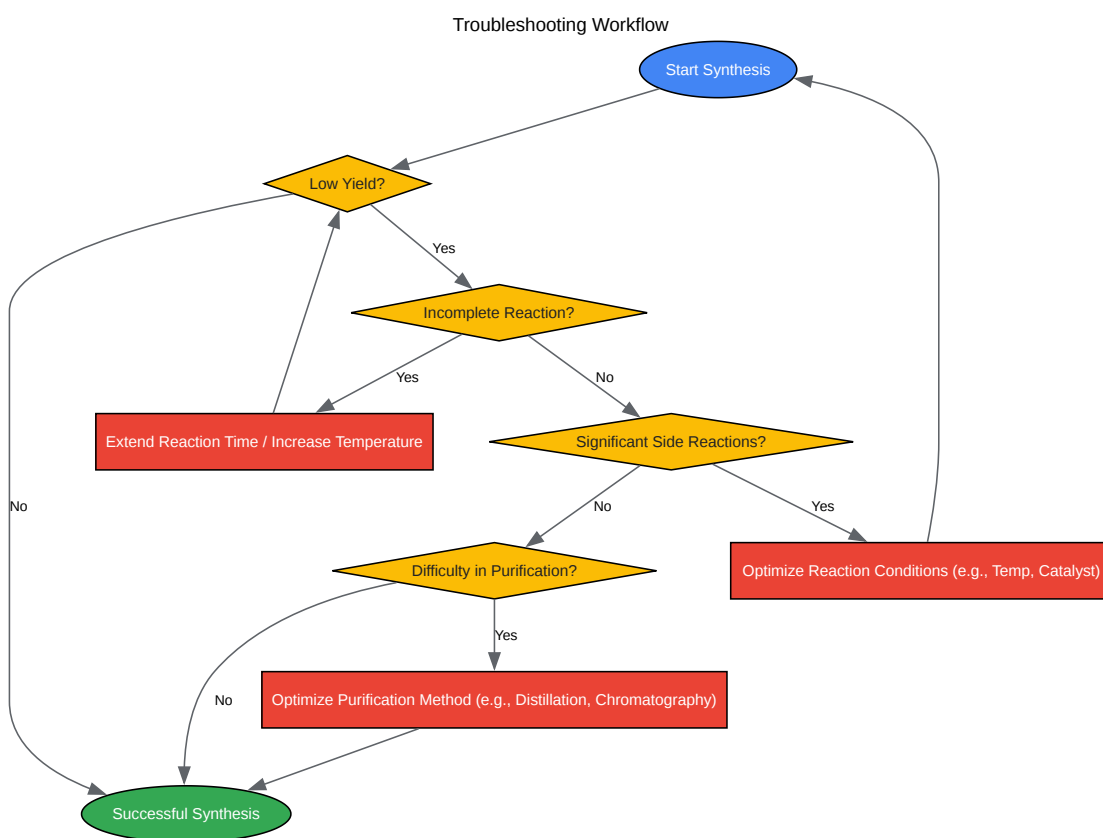 Troubleshooting Workflow
Start Synthesis
Low Yield?
Yes
Incomplete Reaction?
Yes
No
Extend Reaction Time / Increase Temperature
Significant Side Reactions?
No
No
Yes
Difficulty in Purification?
Optimize Reaction Conditions (e.g., Temp, Catalyst)
Yes
No
Optimize Purification Method (e.g., Distillation, Chromatography)
Successful Synthesis